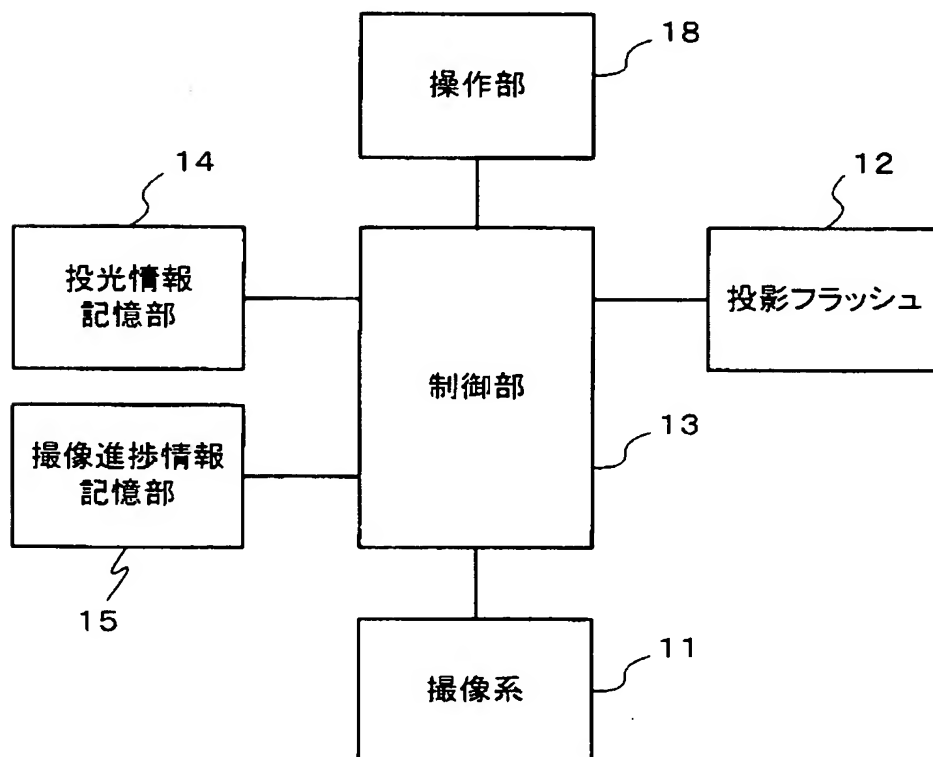 18
操作部
14
12
投光情報
記憶部
投影フラッシュ
制御部
13
撮像進捗情報
記憶部
15
11
撮像系